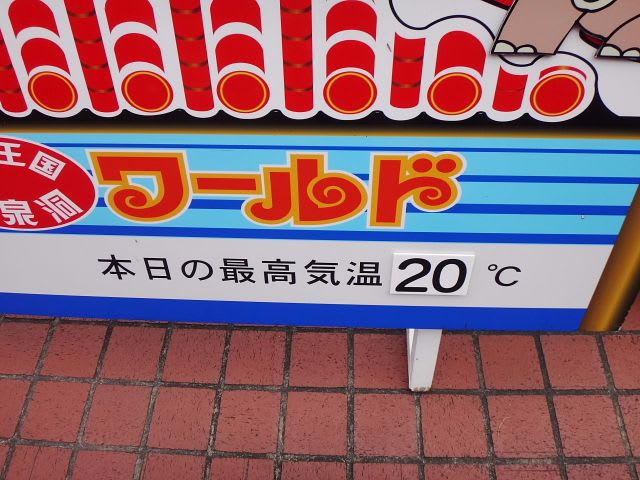 王国
泉洞
ワールド
本日の最高気温 20 ℃